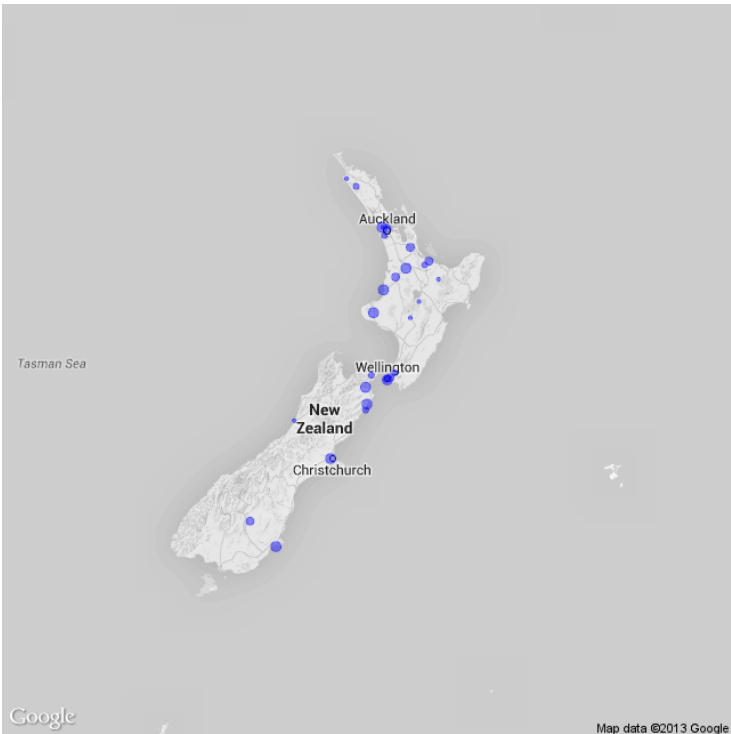 Auckland
Tasman Sea
Wellington
New
Zealand
Christchurch
Google
Map data ©2013 Google